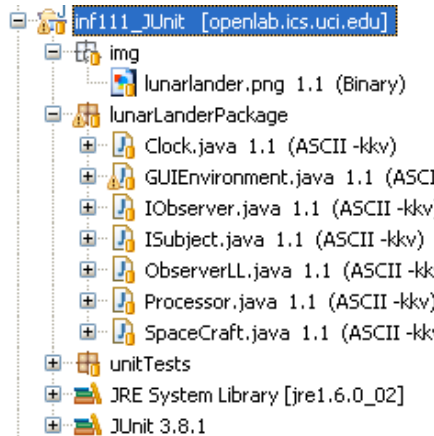 inf111_JUnit [openlab.ics.uci.edu]
img
lunarlander.png 1.1 (Binary)
lunarLanderPackage
Clock.java 1.1 (ASCII -kkv)
GUIEnvironment.java 1.1 (ASCI
IObserver.java 1.1 (ASCII -kkv
ISubject.java 1.1 (ASCII -kkv)
ObserverLL.java 1.1 (ASCII -kk
Processor.java 1.1 (ASCII -kkv)
SpaceCraft.java 1.1 (ASCII -kk
unitTests
JRE System Library [jre1.6.0_02]
JUnit 3.8.1